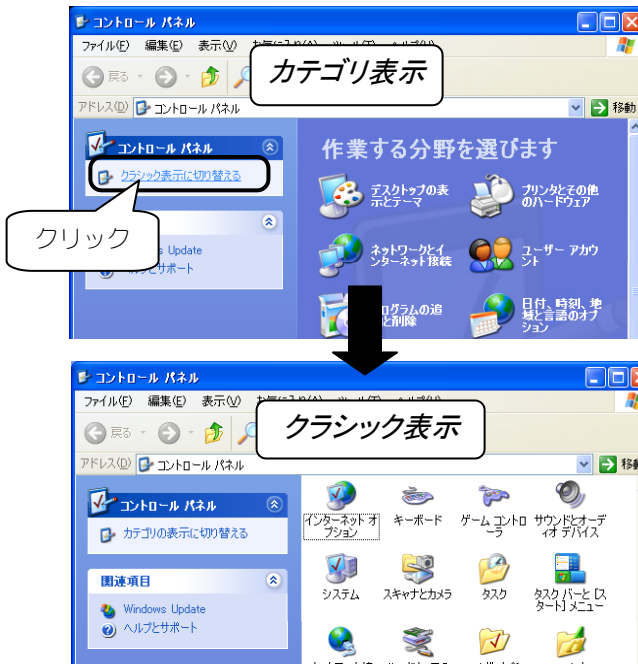 コントロール パネル
ファイル(F) 編集(E) 表示(V)
カテゴリ表示
戻る
アドレス(D) コントロール パネル 移動
コントロール パネル
クラシック表示に切り替える
クリック
Windows Update
ヘルプとサポート
作業する分野を選びます
デスクトップの表
示とテーマ
プリンタとその他
のハードウェア
ネットワークとイ
ンターネット接続
ユーザー アカウ
ント
ログラムの追
と削除
日付、時刻、地
域と言語のオプ
ション
コントロール パネル
ファイル(F) 編集(E) 表示(V)
クラシック表示
戻る
アドレス(D) コントロール パネル 移動
コントロール パネル
カテゴリの表示に切り替える
関連項目
Windows Update
ヘルプとサポート
インターネット オ
プション
キーボード
ゲーム コントロ
ーラ
サウンドとオーデ
ィオ デバイス
システム
スキャナとカメラ
タスク
タスク バーと [ス
タート] メニュー